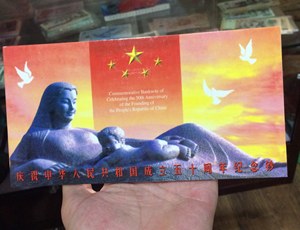 Commemorative Banknote of
Celebrating the 50th Anniversary
of the Founding of
the People's Republic of China
庆祝中华人民共和国成立五十周年纪念钞